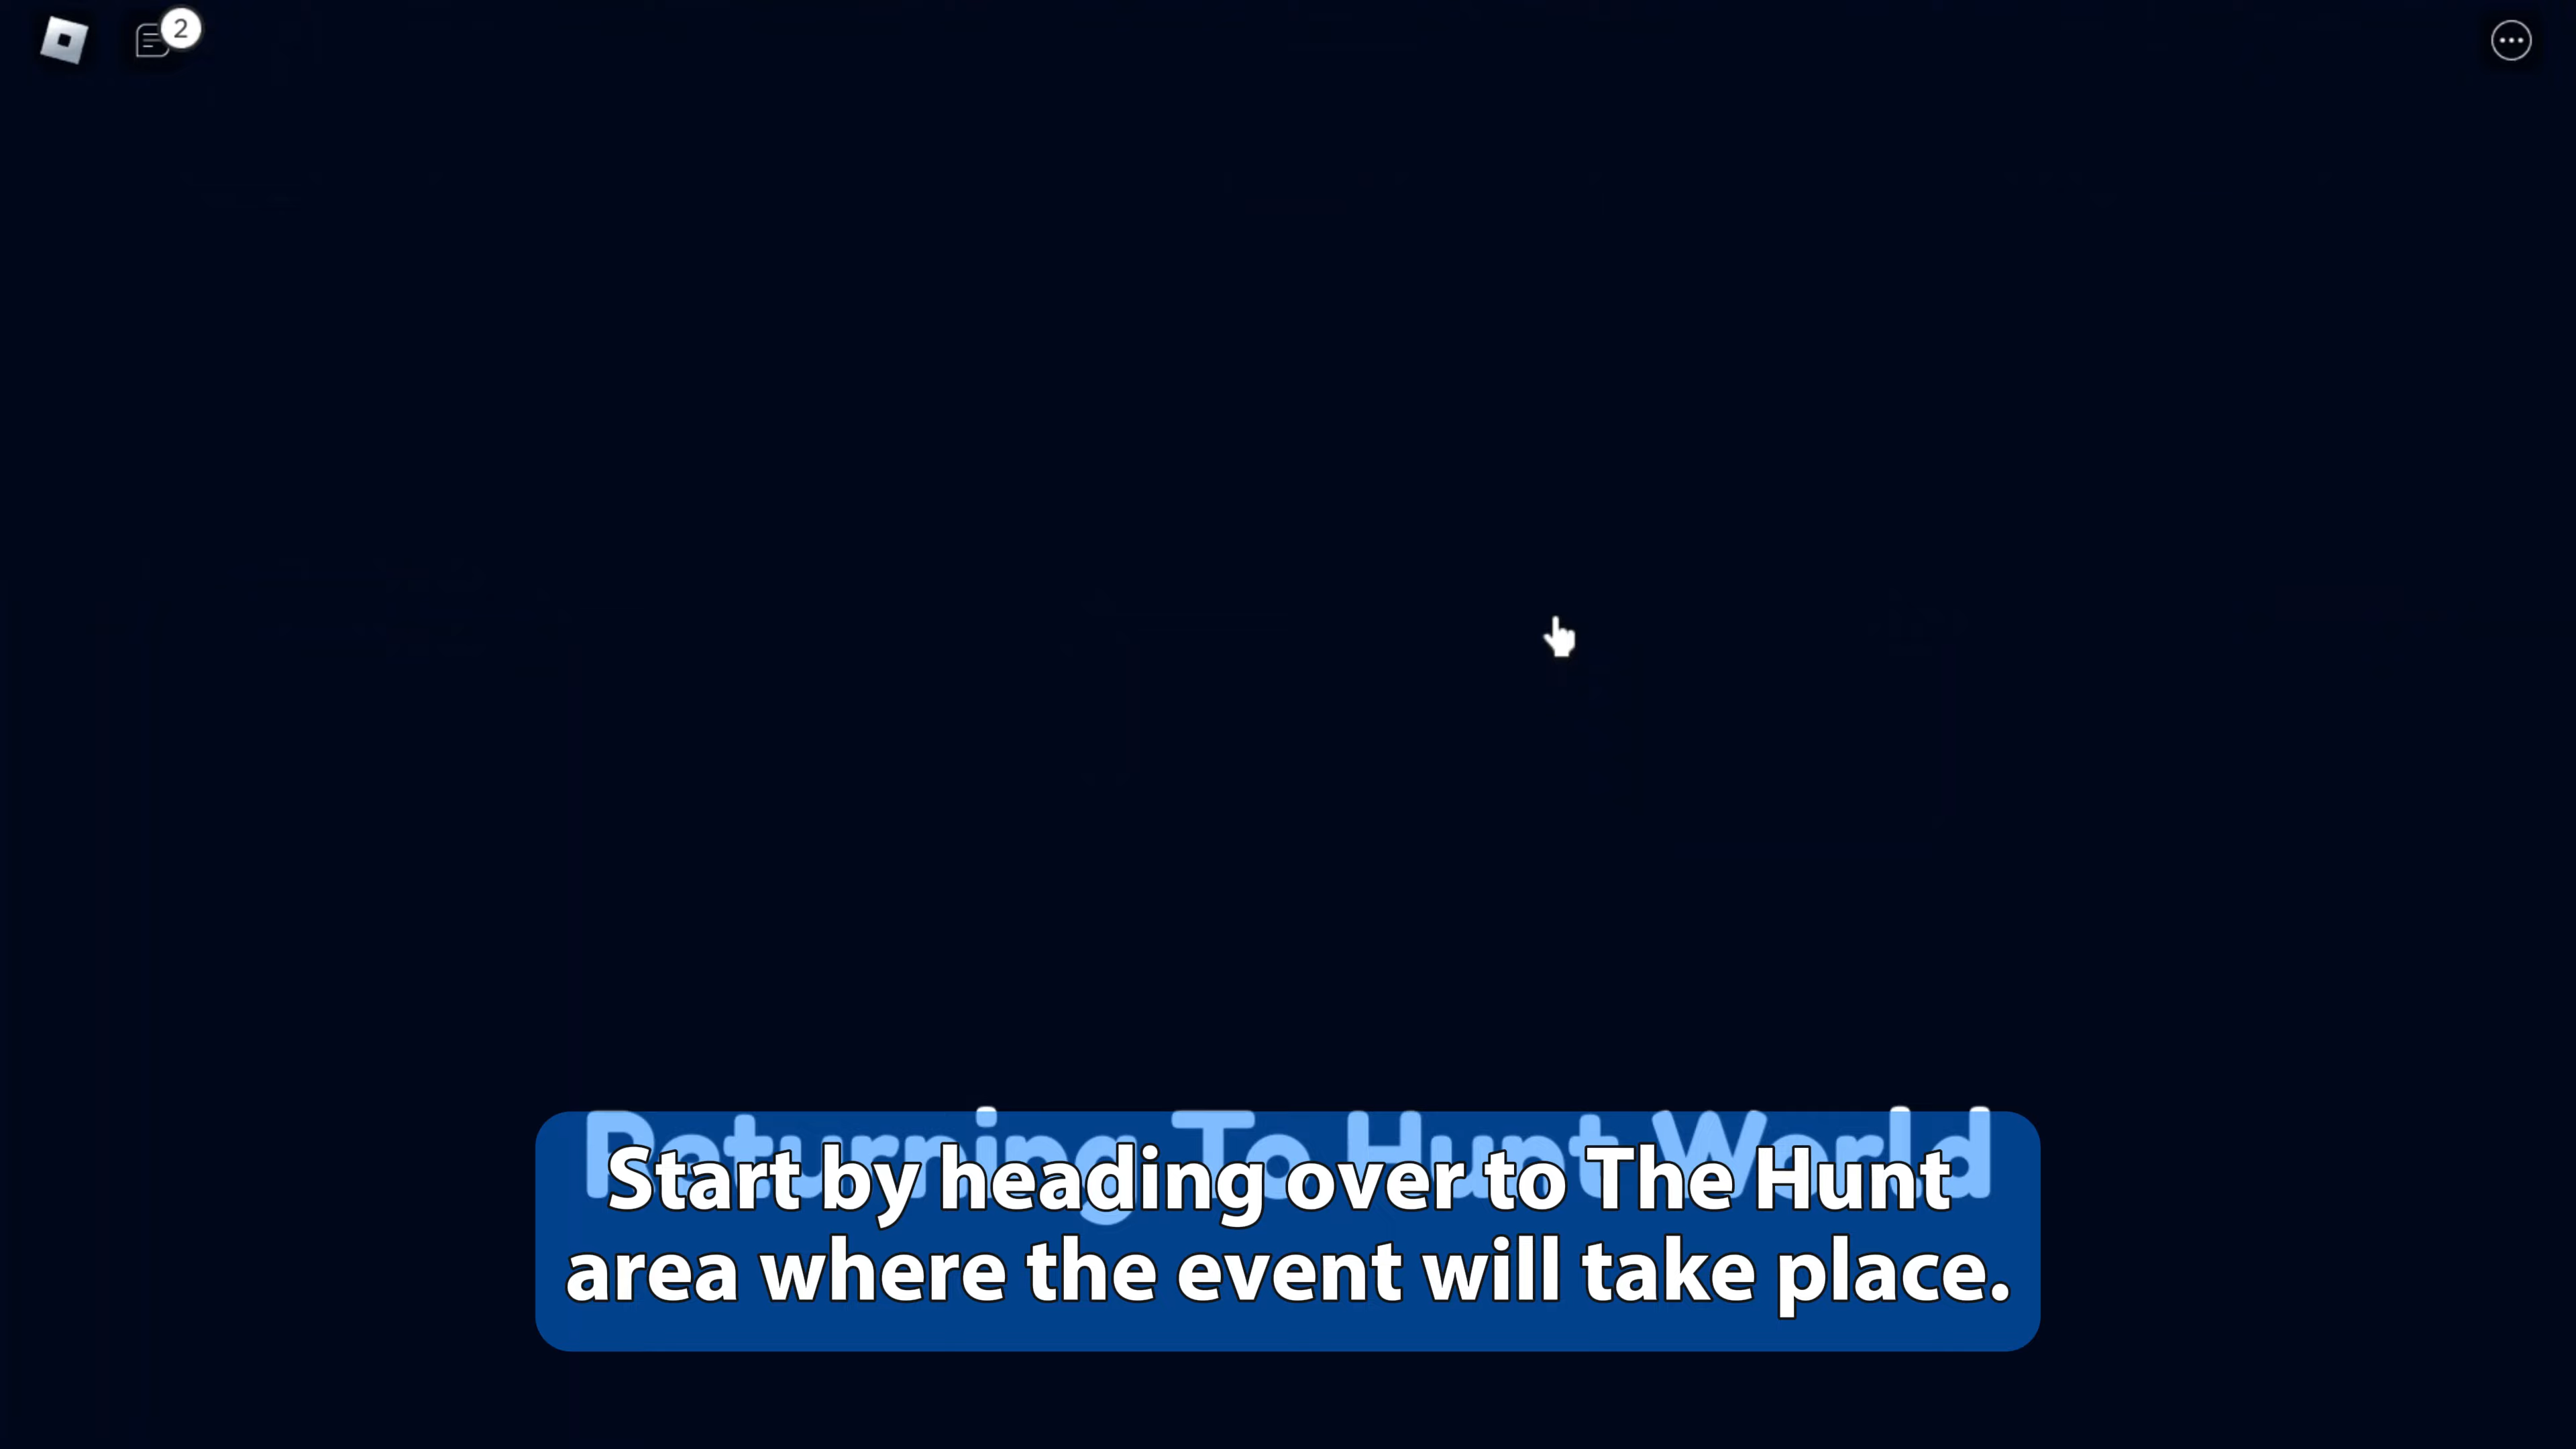 2
Returning To Hunt World
Start by heading over to The Hunt
area where the event will take place.